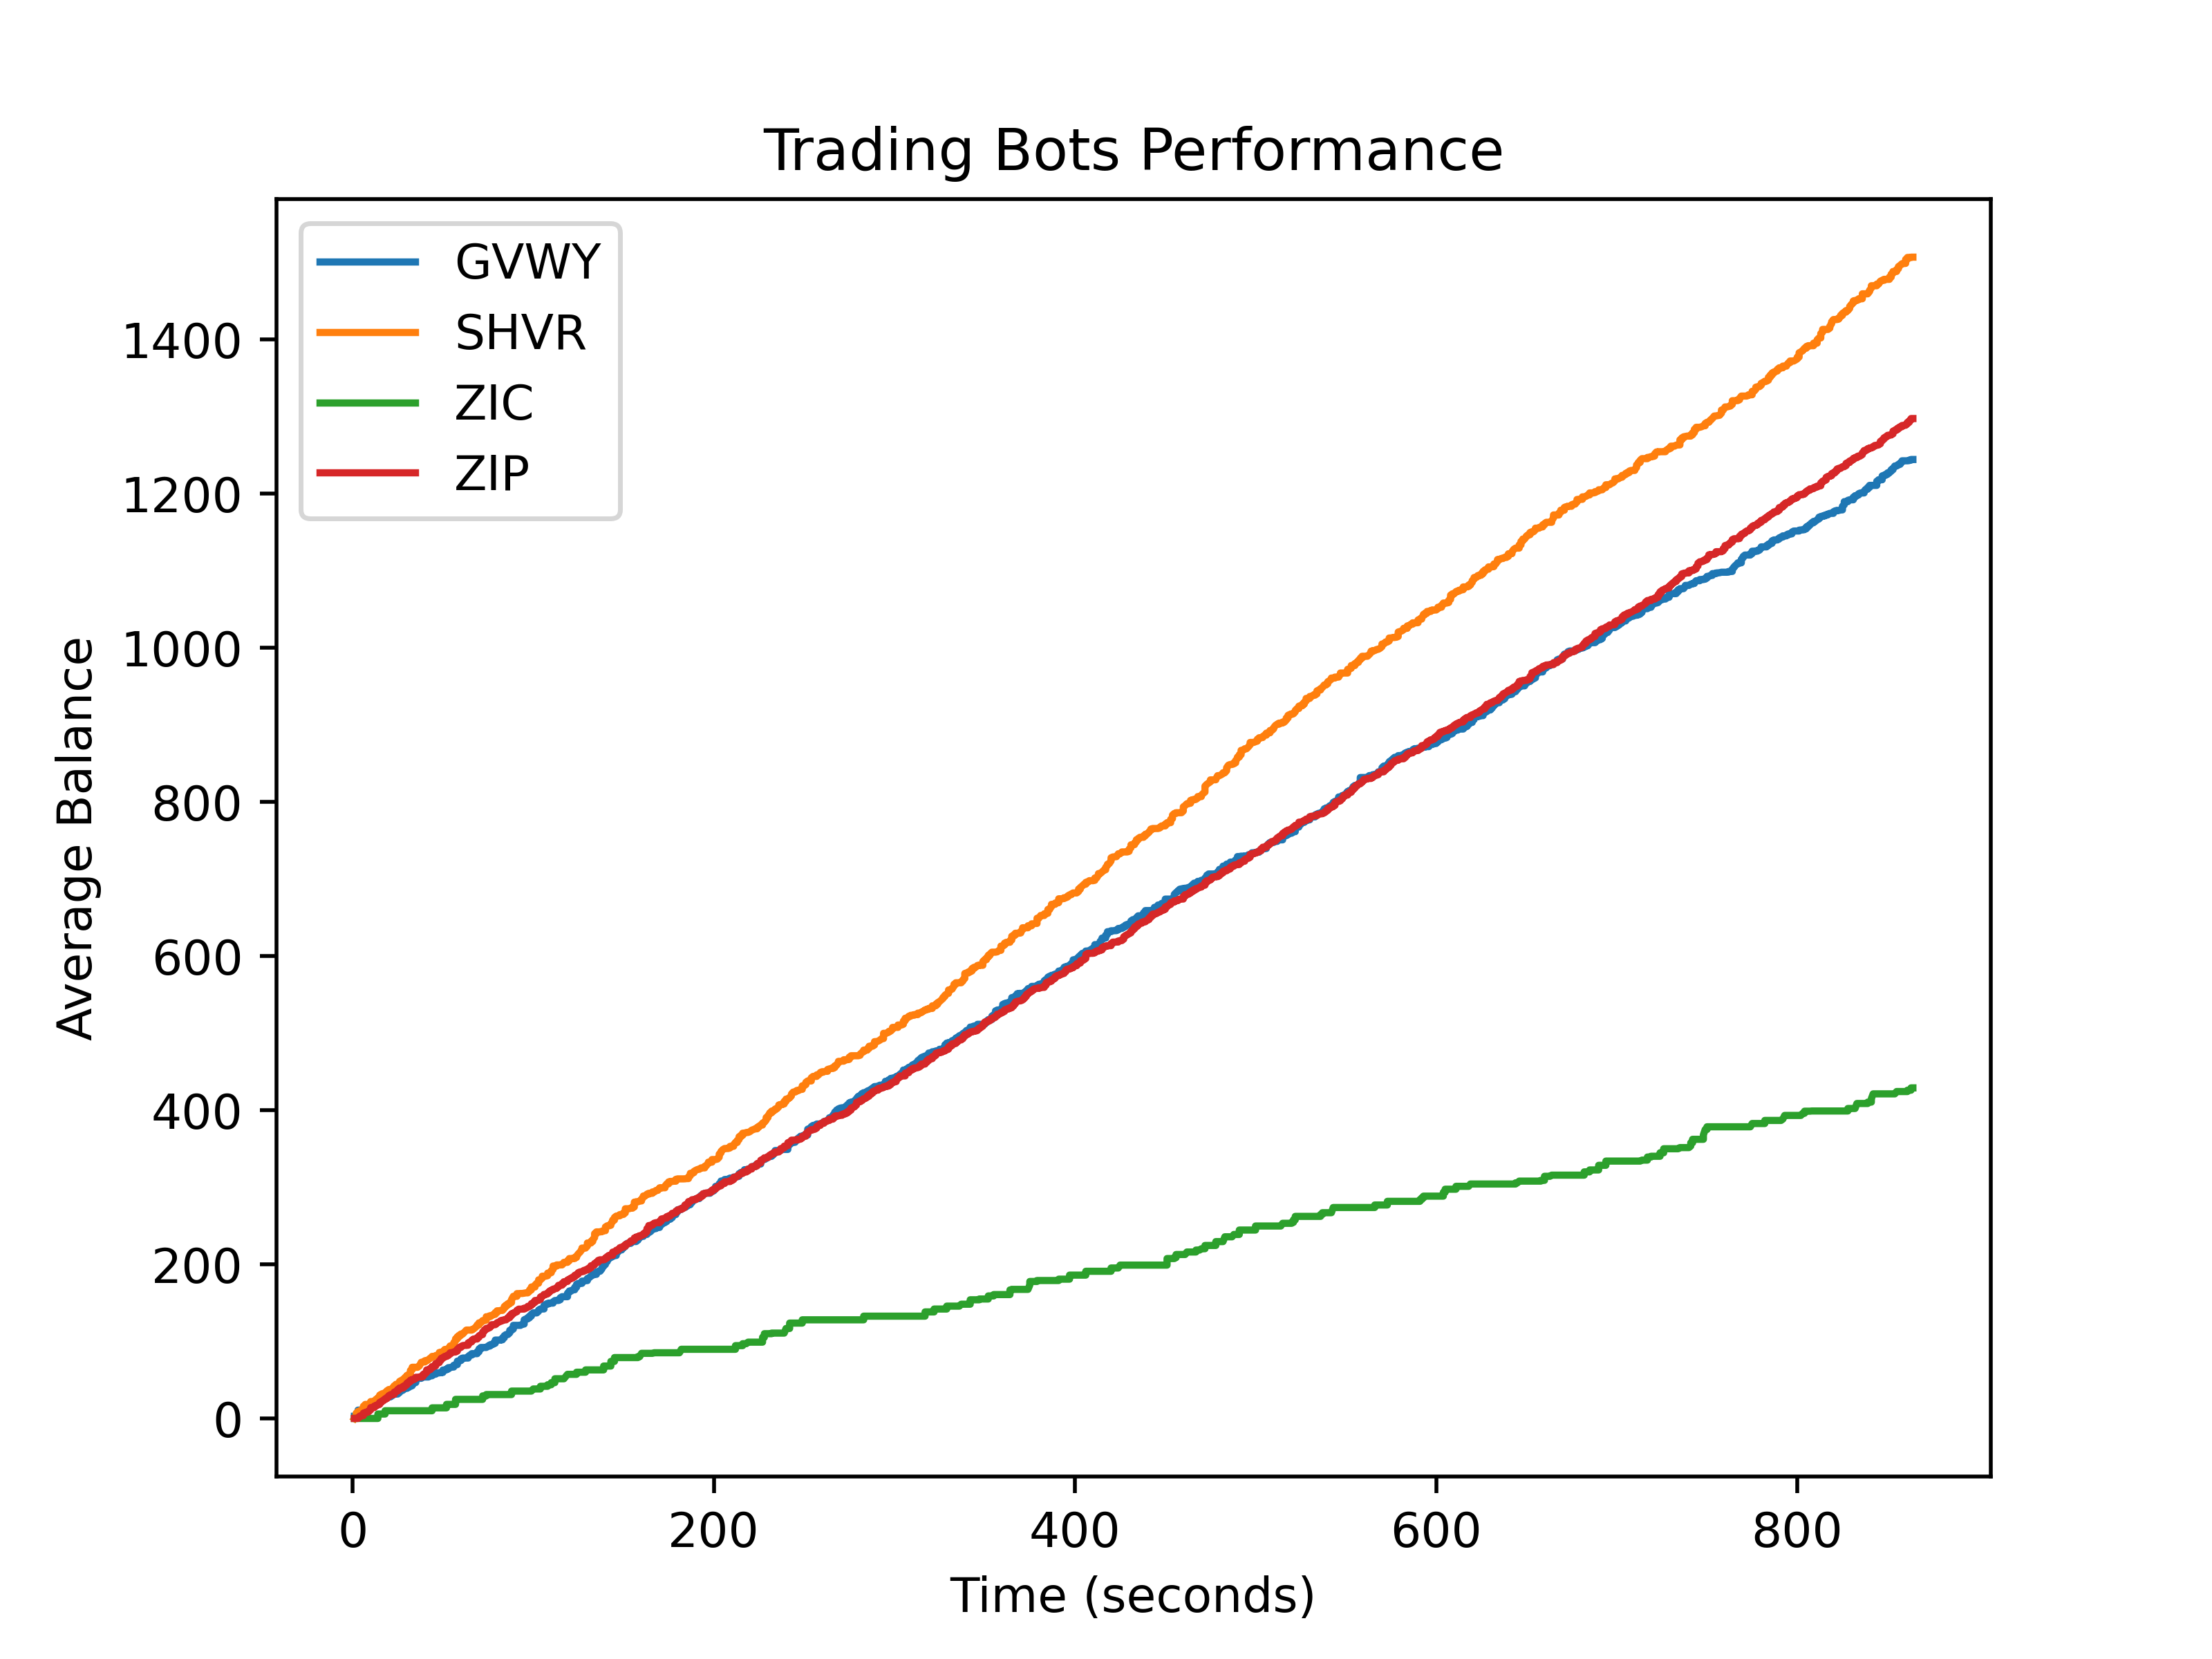 Trading Bots Performance
GVWY
SHVR
ZIC
ZIP
1400
1200
1000
800
600
400
200
0
Average Balance
0 200 400 600 800
Time (seconds)